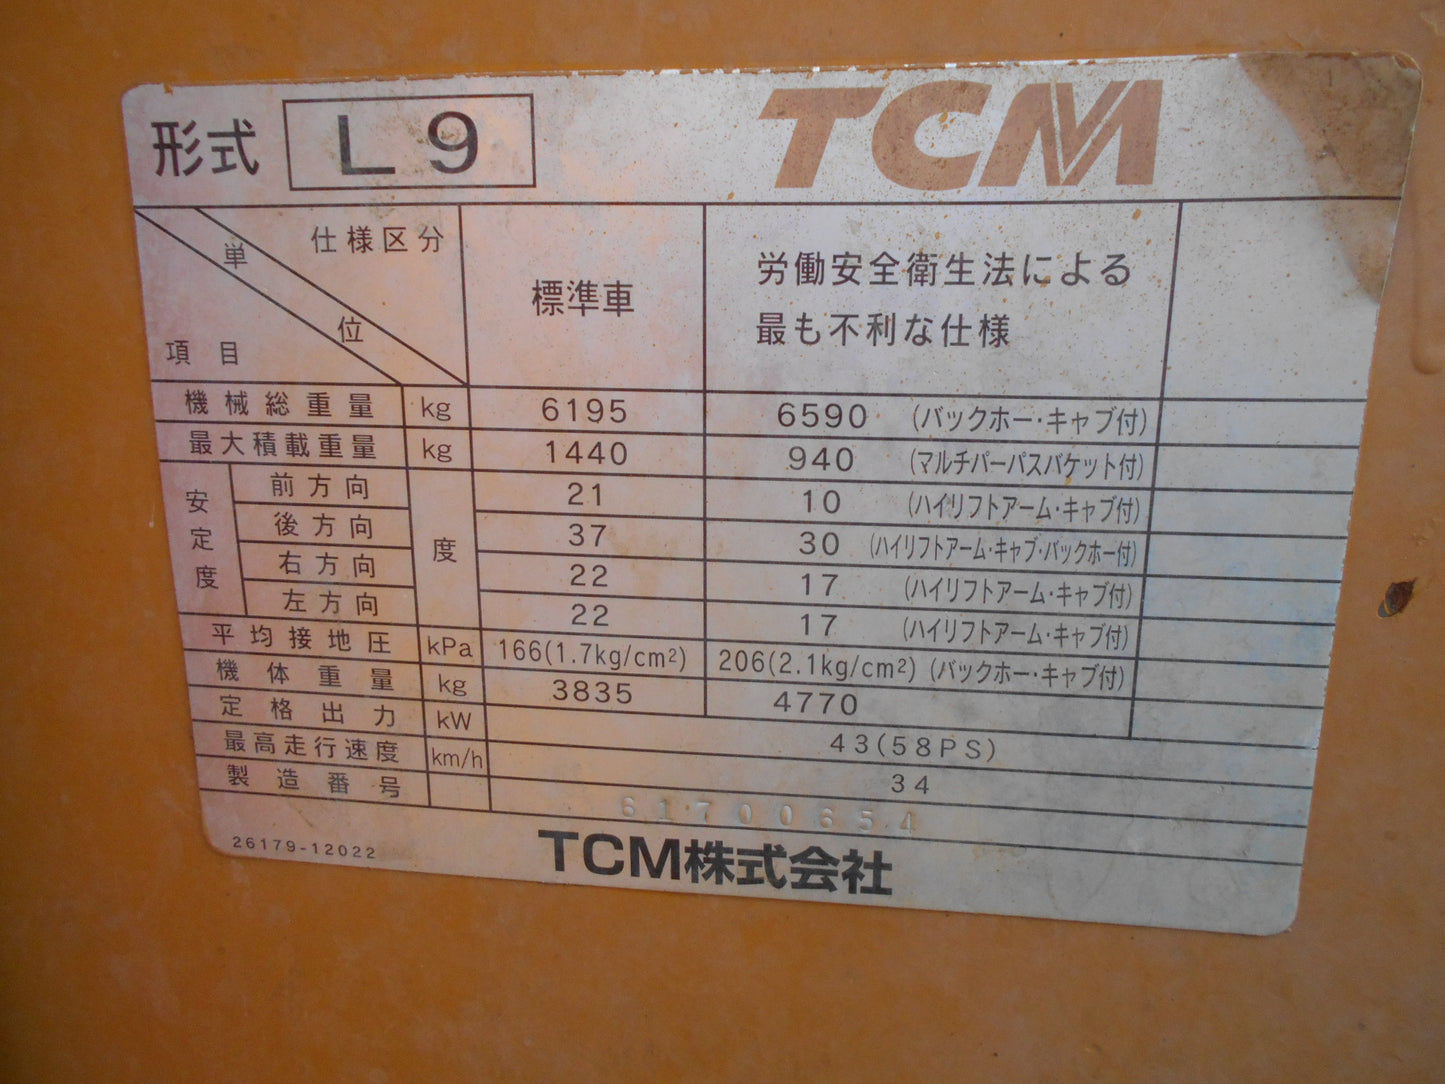 形式 L9 TCM
単位 仕様区分
項目
標準車
労働安全衛生法による
最も不利な仕様
機械総重量 kg 6195 6590 (バックホー・キャブ付)
最大積載重量 kg 1440 940 (マルチパーパスバケット付)
安定度 度
前方向 21 10 (ハイリフトアーム・キャブ付)
後方向 37 30 (ハイリフトアーム・キャブ・バックホー付)
右方向 22 17 (ハイリフトアーム・キャブ付)
左方向 22 17 (ハイリフトアーム・キャブ付)
平均接地圧 kPa 166(1.7kg/cm²) 206(2.1kg/cm²) (バックホー・キャブ付)
機体重量 kg 3835 4770
定格出力 kW 43(58PS)
最高走行速度 km/h 34
製造番号 61700654
26179-12022
TCM株式会社